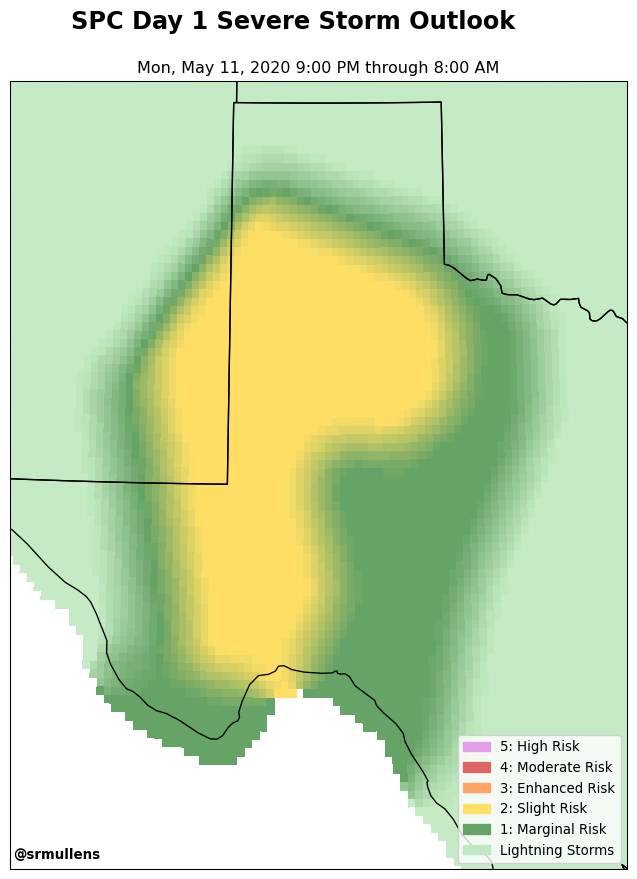 SPC Day 1 Severe Storm Outlook
Mon, May 11, 2020 9:00 PM through 8:00 AM
5: High Risk
4: Moderate Risk
3: Enhanced Risk
2: Slight Risk
1: Marginal Risk
Lightning Storms
@srmullens